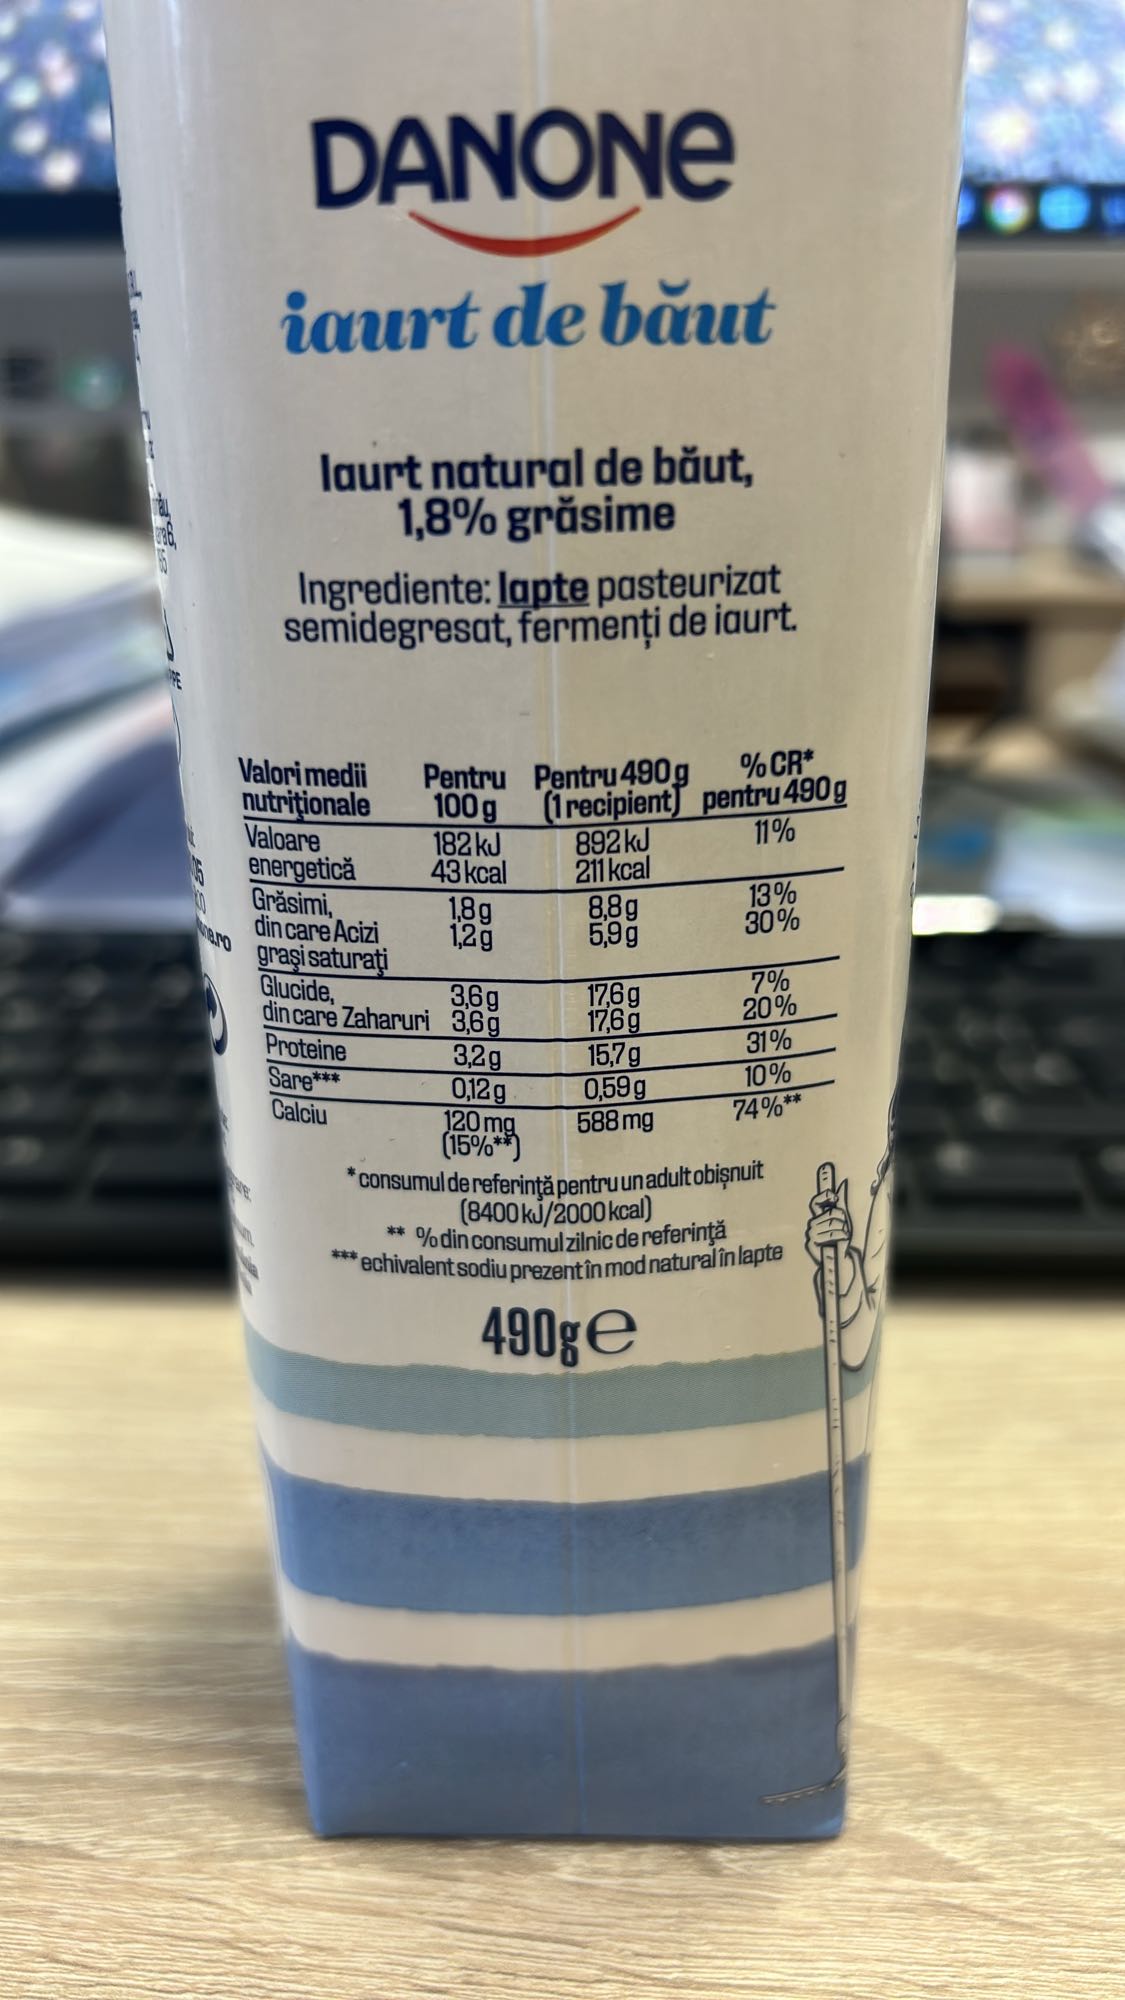 DANONe
iaurt de băut
Iaurt natural de băut,
1,8% grăsime
Ingrediente: lapte pasteurizat
semidegresat, fermenți de iaurt.
Valori medii nutriționale Pentru 100 g Pentru 490 g (1 recipient) % CR* pentru 490 g
Valoare energetică 182 kJ 43 kcal 892 kJ 211 kcal 11%
Grăsimi, 1,8 g 8,8 g 13%
din care Acizi grași saturați 1,2 g 5,9 g 30%
Glucide, 3,6 g 17,6 g 7%
din care Zaharuri 3,6 g 17,6 g 20%
Proteine 3,2 g 15,7 g 31%
Sare*** 0,12 g 0,59 g 10%
Calciu 120 mg (15%**) 588 mg 74%**
* consumul de referință pentru un adult obișnuit
(8400 kJ/2000 kcal)
** % din consumul zilnic de referință
*** echivalent sodiu prezent în mod natural în lapte
490g e